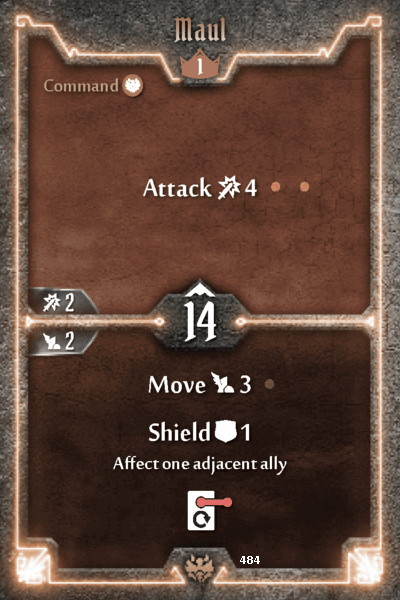 Maul
1
Command
Attack 4
2
14
2
Move 3
Shield 1
Affect one adjacent ally
484